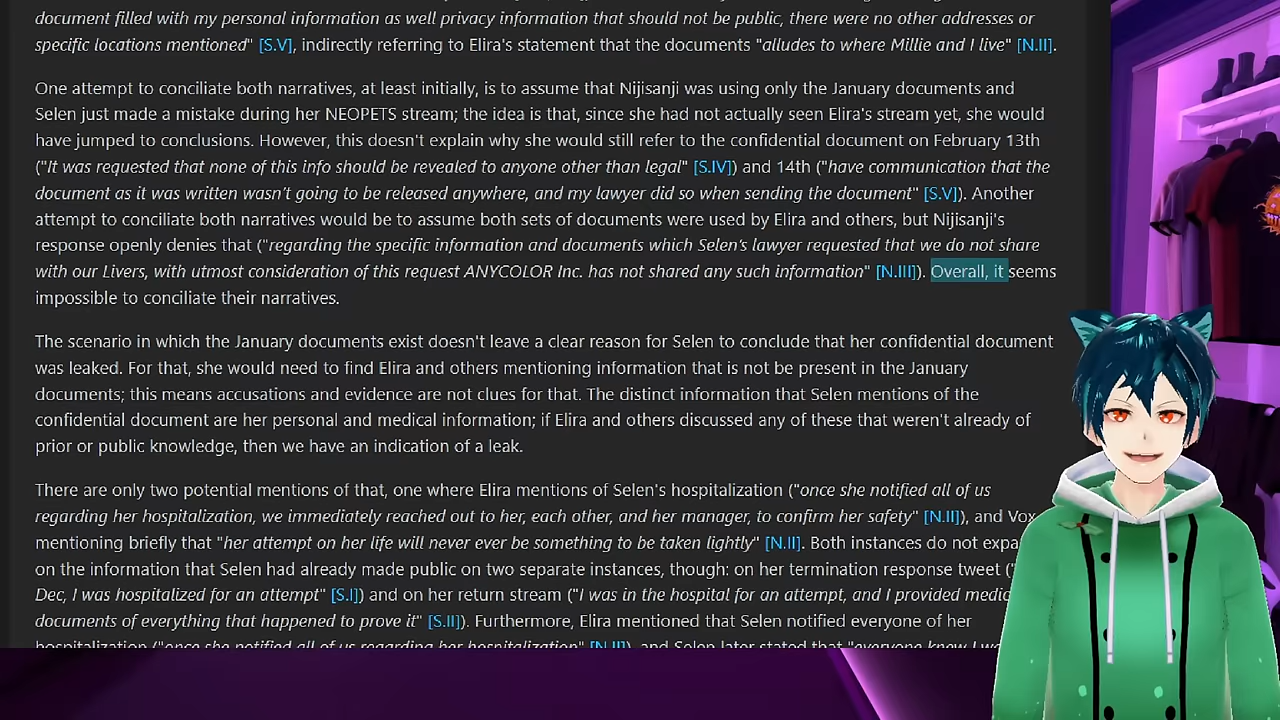 document filled with my personal information as well privacy information that should not be public, there were no other addresses or
specific locations mentioned" [S.V], indirectly referring to Elira's statement that the documents "alludes to where Millie and I live" [N.II].
One attempt to conciliate both narratives, at least initially, is to assume that Nijisanji was using only the January documents and
Selen just made a mistake during her NEOPETS stream; the idea is that, since she had not actually seen Elira's stream yet, she would
have jumped to conclusions. However, this doesn't explain why she would still refer to the confidential document on February 13th
("It was requested that none of this info should be revealed to anyone other than legal" [S.IV]) and 14th ("have communication that the
document as it was written wasn't going to be released anywhere, and my lawyer did so when sending the document" [S.V]). Another
attempt to conciliate both narratives would be to assume both sets of documents were used by Elira and others, but Nijisanji's
response openly denies that ("regarding the specific information and documents which Selen's lawyer requested that we do not share
with our Livers, with utmost consideration of this request ANYCOLOR Inc. has not shared any such information" [N.III]). Overall, it seems
impossible to conciliate their narratives.
The scenario in which the January documents exist doesn't leave a clear reason for Selen to conclude that her confidential document
was leaked. For that, she would need to find Elira and others mentioning information that is not be present in the January
documents; this means accusations and evidence are not clues for that. The distinct information that Selen mentions of the
confidential document are her personal and medical information; if Elira and others discussed any of these that weren't already of
prior or public knowledge, then we have an indication of a leak.
There are only two potential mentions of that, one where Elira mentions of Selen's hospitalization ("once she notified all of us
regarding her hospitalization, we immediately reached out to her, each other, and her manager, to confirm her safety" [N.II]), and Vox
mentioning briefly that "her attempt on her life will never ever be something to be taken lightly" [N.II]. Both instances do not
on the information that Selen had already made public on two separate instances, though: on her termination response tweet ("
Dec, I was hospitalized for an attempt" [S.I]) and on her return stream ("I was in the hospital for an attempt, and I provided
documents of everything that happened to prove it" [S.II]). Furthermore, Elira mentioned that Selen notified everyone of her
hospitalization ("once she notified all of us regarding her hospitalization" [N.II]), and Selen later stated that "everyone knew I